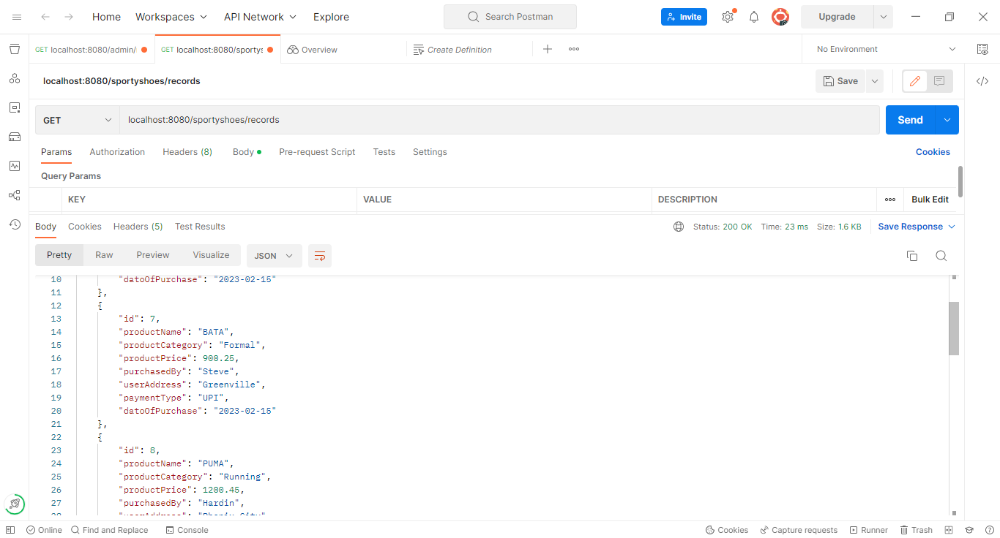 Home Workspaces API Network Explore Search Postman Invite Upgrade
GET localhost:8080/admin/ GET localhost:8080/sportys Overview Create Definition No Environment
localhost:8080/sportyshoes/records Save
GET localhost:8080/sportyshoes/records Send
Params Authorization Headers (8) Body Pre-request Script Tests Settings Cookies
Query Params
KEY VALUE DESCRIPTION Bulk Edit
Body Cookies Headers (5) Test Results Status: 200 OK Time: 23 ms Size: 1.6 KB Save Response
Pretty Raw Preview Visualize JSON
10 "datoOfPurchase": "2023-02-15"
11 },
12 {
13 "id": 7,
14 "productName": "BATA",
15 "productCategory": "Formal",
16 "productPrice": 900.25,
17 "purchasedBy": "Steve",
18 "userAddress": "Greenville",
19 "paymentType": "UPI",
20 "datoOfPurchase": "2023-02-15"
21 },
22 {
23 "id": 8,
24 "productName": "PUMA",
25 "productCategory": "Running",
26 "productPrice": 1200.45,
27 "purchasedBy": "Hardin",
28 "userAddress":
Online Find and Replace Console Cookies Capture requests Runner Trash